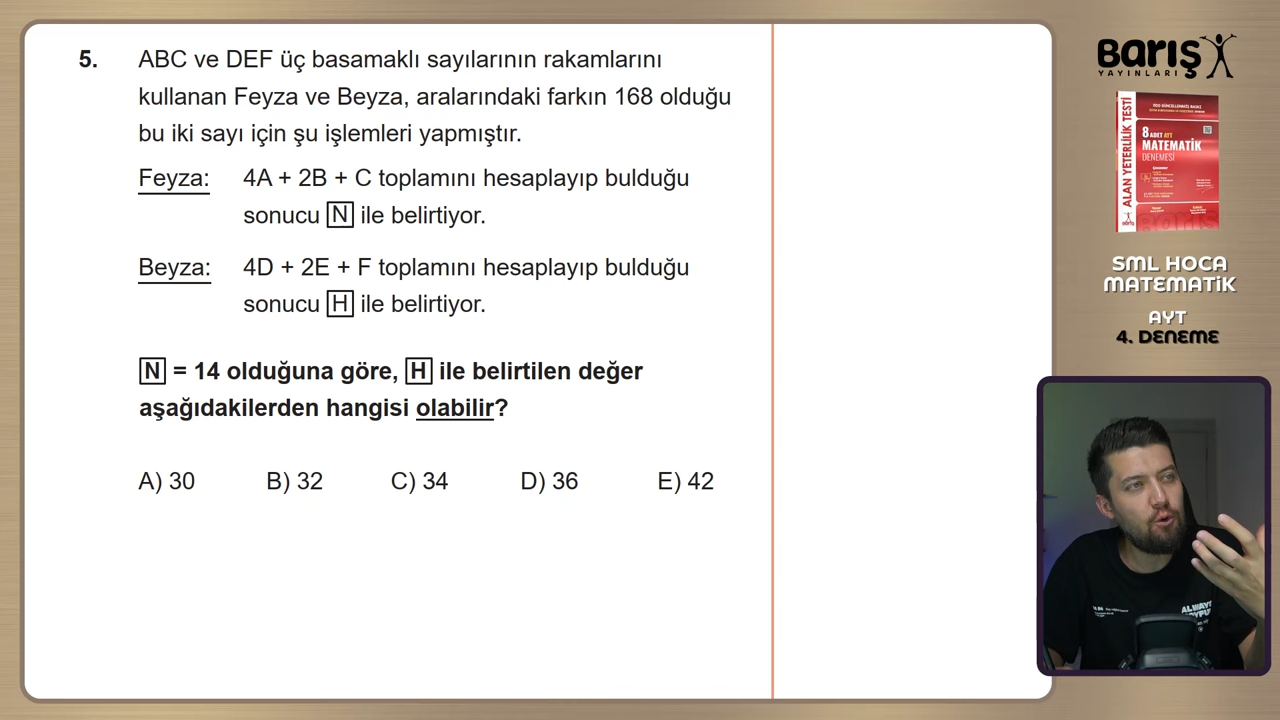 5. ABC ve DEF üç basamaklı sayılarının rakamlarını
kullanan Feyza ve Beyza, aralarındaki farkın 168 olduğu
bu iki sayı için şu işlemleri yapmıştır.
Feyza: 4A + 2B + C toplamını hesaplayıp bulduğu
sonucu N ile belirtiyor.
Beyza: 4D + 2E + F toplamını hesaplayıp bulduğu
sonucu H ile belirtiyor.
N = 14 olduğuna göre, H ile belirtilen değer
aşağıdakilerden hangisi olabilir?
A) 30 B) 32 C) 34 D) 36 E) 42
Barış
YAYINLARI
ALAN YETERLİLİK TESTİ
8 ADET AYT
MATEMATİK
DENEMESİ
BARIŞ
SML HOCA
MATEMATİK
AYT
4. DENEME